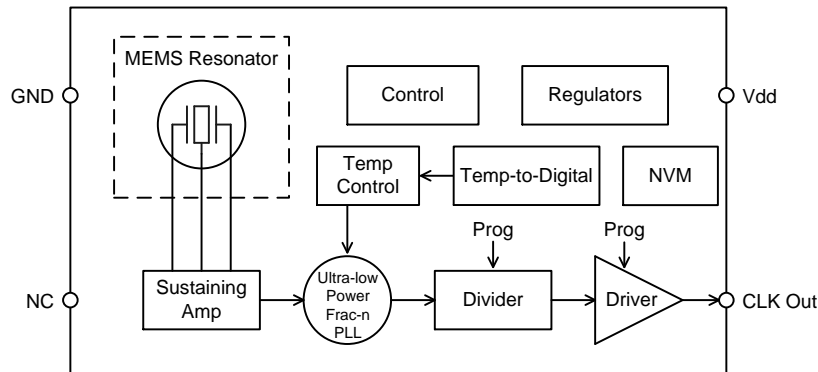 MEMS Resonator
GND
Control
Regulators
Vdd
Temp
Control
Temp-to-Digital
NVM
Prog
Prog
NC
Sustaining
Amp
Ultra-low
Power
Frac-n
PLL
Divider
Driver
CLK Out